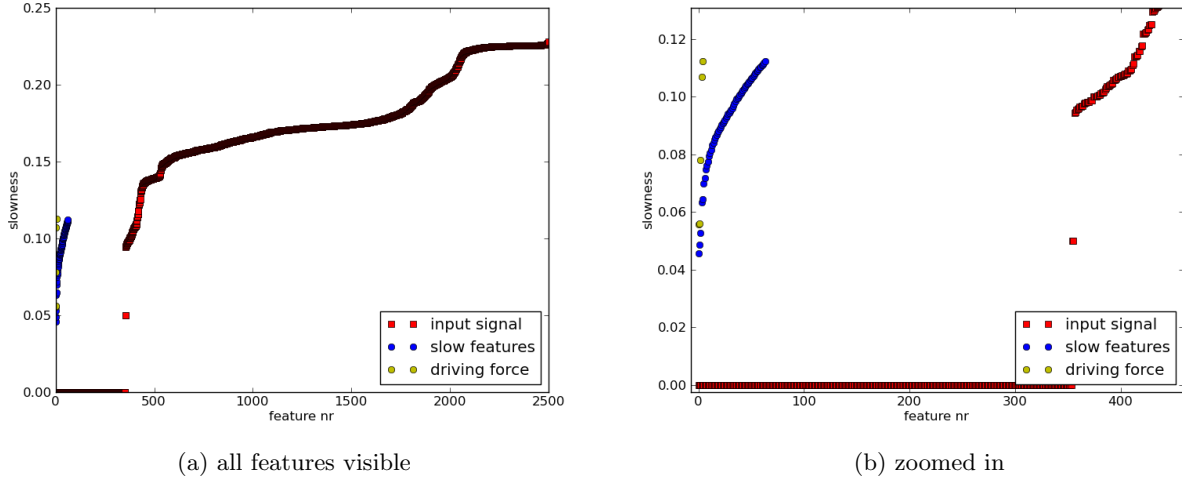 0.25
0.20
0.15
0.10
0.05
0.00
slowness
0 500 1000 1500 2000 2500
feature nr
input signal
slow features
driving force
(a) all features visible
0.12
0.10
0.08
0.06
0.04
0.02
0.00
slowness
0 100 200 300 400
feature nr
input signal
slow features
driving force
(b) zoomed in